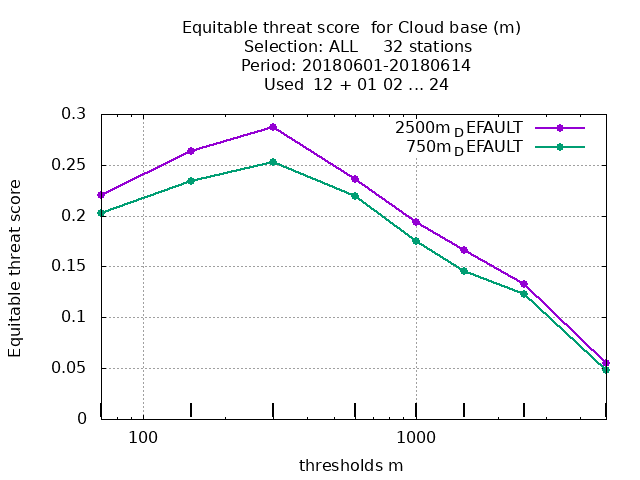 Equitable threat score  for Cloud base (m)
Selection: ALL     32 stations
Period: 20180601-20180614
Used  12 + 01 02 ... 24
2500m_DEFAULT
750m_DEFAULT
Equitable threat score
0.3
0.25
0.2
0.15
0.1
0.05
0
100
1000
thresholds m